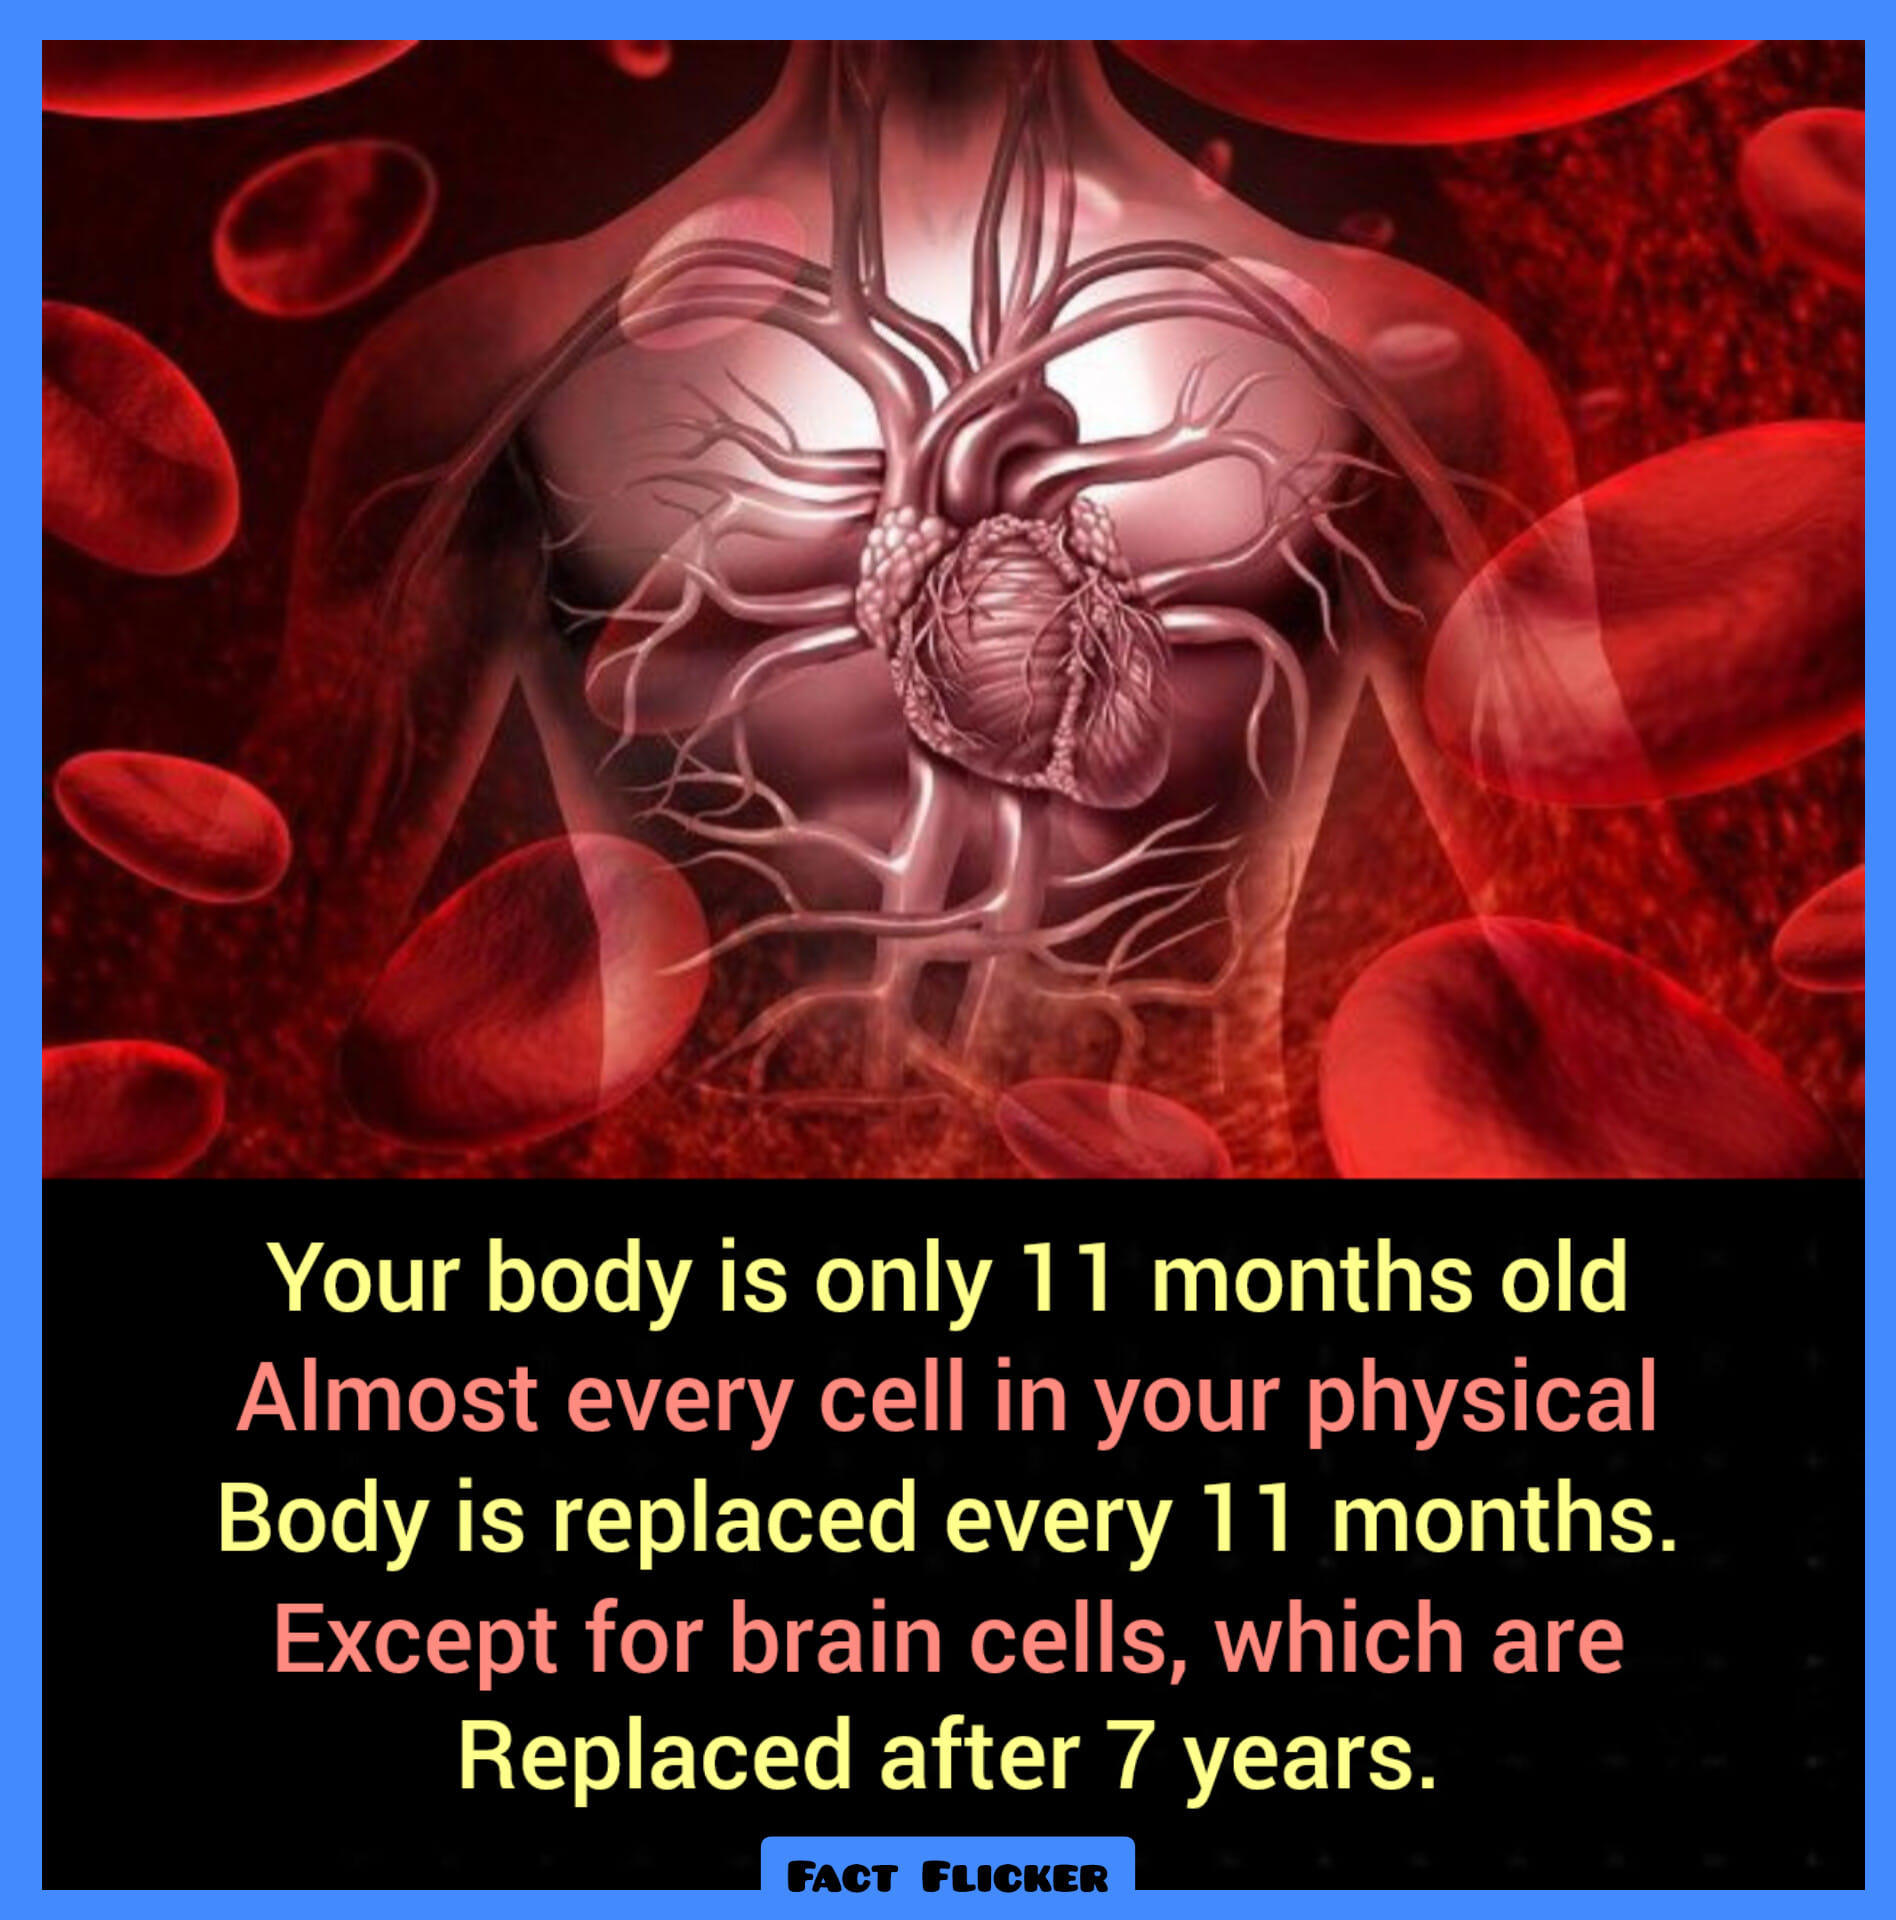 Your body is only 11 months old
Almost every cell in your physical
Body is replaced every 11 months.
Except for brain cells, which are
Replaced after 7 years.
FACT FLICKER